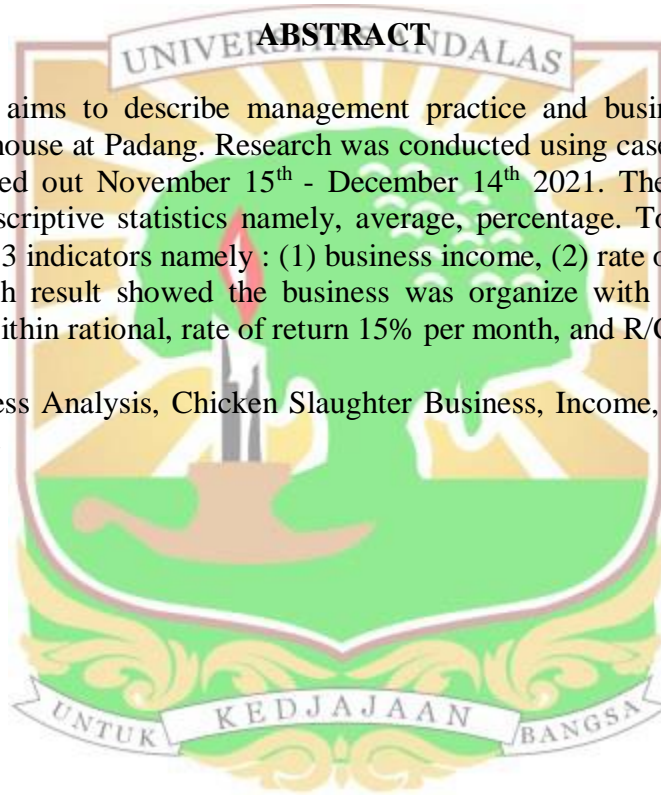 ABSTRACT
UNIVERSITAS ANDALAS
aims to describe management practice and busin
house at Padang. Research was conducted using case
ed out November 15th - December 14th 2021. The
scriptive statistics namely, average, percentage. To
3 indicators namely : (1) business income, (2) rate o
h result showed the business was organize with
ithin rational, rate of return 15% per month, and R/C
ess Analysis, Chicken Slaughter Business, Income,
UNTUK KEDJAJAAN BANGSA